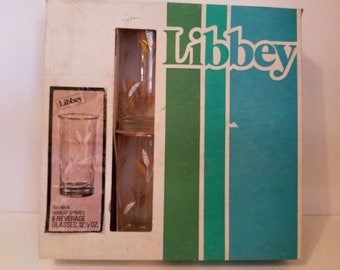 Libbey
Libbey
WHEAT SPRAYS
8 BEVERAGE
GLASSES, 12½ OZ.